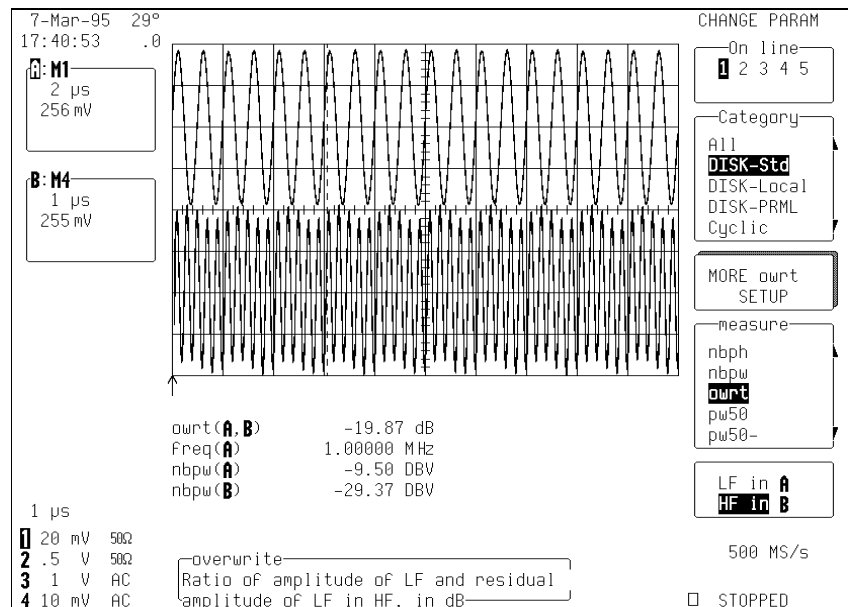 7-Mar-95 29°
17:40:53 .0
A:M1
2 µs
256 mV
B:M4
1 µs
255 mV
owrt(A,B) -19.87 dB
freq(A) 1.00000 MHz
nbpw(A) -9.50 DBV
nbpw(B) -29.37 DBV
1 µs
1 20 mV 50Ω
2 .5 V 50Ω
3 1 V AC
4 10 mV AC
overwrite
Ratio of amplitude of LF and residual
amplitude of LF in HF, in dB
CHANGE PARAM
On line
1 2 3 4 5
Category
All
DISK-Std
DISK-Local
DISK-PRML
Cyclic
MORE owrt
SETUP
measure
nbph
nbpw
owrt
pw50
pw50-
LF in A
HF in B
500 MS/s
STOPPED